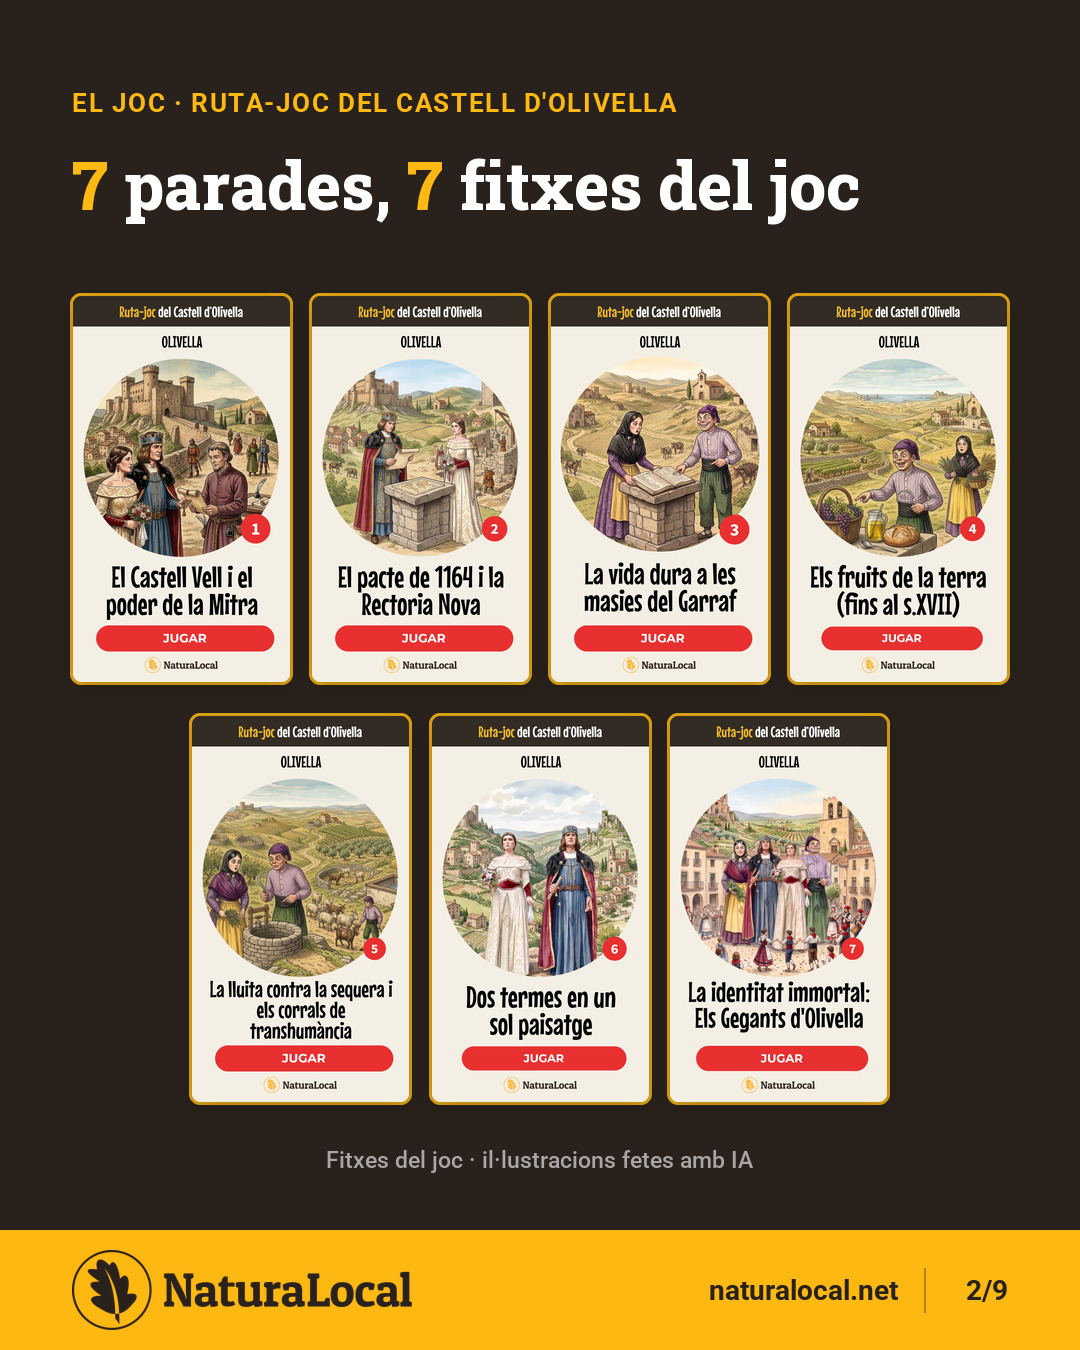 EL JOC · RUTA-JOC DEL CASTELL D'OLIVELLA
7 parades, 7 fitxes del joc
Ruta-joc del Castell d'Olivella
OLIVELLA
1
El Castell Vell i el
poder de la Mitra
JUGAR
NaturaLocal
Ruta-joc del Castell d'Olivella
OLIVELLA
2
El pacte de 1164 i la
Rectoria Nova
JUGAR
NaturaLocal
Ruta-joc del Castell d'Olivella
OLIVELLA
3
La vida dura a les
masies del Garraf
JUGAR
NaturaLocal
Ruta-joc del Castell d'Olivella
OLIVELLA
4
Els fruits de la terra
(fins al s.XVII)
JUGAR
NaturaLocal
Ruta-joc del Castell d'Olivella
OLIVELLA
5
La lluita contra la sequera i
els corrals de
transhumància
JUGAR
NaturaLocal
Ruta-joc del Castell d'Olivella
OLIVELLA
6
Dos termes en un
sol paisatge
JUGAR
NaturaLocal
Ruta-joc del Castell d'Olivella
OLIVELLA
7
La identitat immortal:
Els Gegants d'Olivella
JUGAR
NaturaLocal
Fitxes del joc · il·lustracions fetes amb IA
NaturaLocal
naturalocal.net
2/9